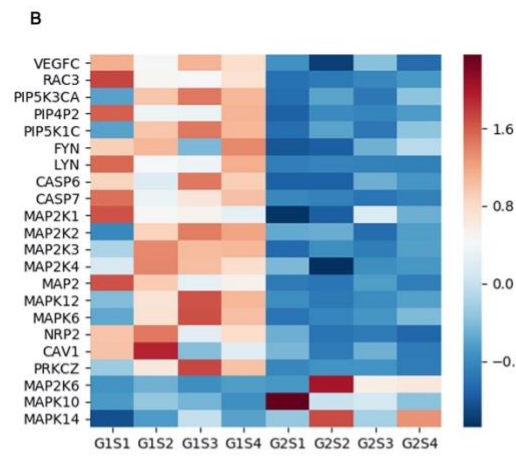 B
VEGFC
RAC3
PIP5K3CA
PIP4P2
PIP5K1C
FYN
LYN
CASP6
CASP7
MAP2K1
MAP2K2
MAP2K3
MAP2K4
MAP2
MAPK12
MAPK6
NRP2
CAV1
PRKCZ
MAP2K6
MAPK10
MAPK14
G1S1 G1S2 G1S3 G1S4 G2S1 G2S2 G2S3 G2S4
1.6
0.8
0.0
−0.